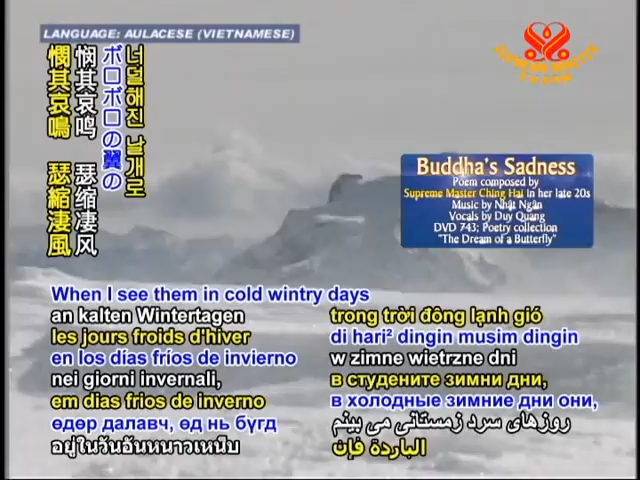 LANGUAGE: AULACESE (VIETNAMESE)
SUPREME MASTER
TV.COM
너덜해진 날개로
ボロボロの翼の
悯其哀鸣 瑟缩凄风
憫其哀鳴 瑟縮淒風
Buddha's Sadness
Poem composed by
Supreme Master Ching Hai in her late 20s
Music by Nhật Ngân
Vocals by Duy Quang
DVD 743: Poetry collection
"The Dream of a Butterfly"
When I see them in cold wintry days
an kalten Wintertagen
les jours froids d'hiver
en los días fríos de invierno
nei giorni invernali,
em dias frios de inverno
өдөр далавч, өд нь бүгд
อยู่ในวันอันหนาวเหน็บ
trong trời đông lạnh gió
di hari² dingin musim dingin
w zimne wietrzne dni
в студените зимни дни,
в холодные зимние дни они,
روزهای سرد زمستانی می بینم
الباردة فإن